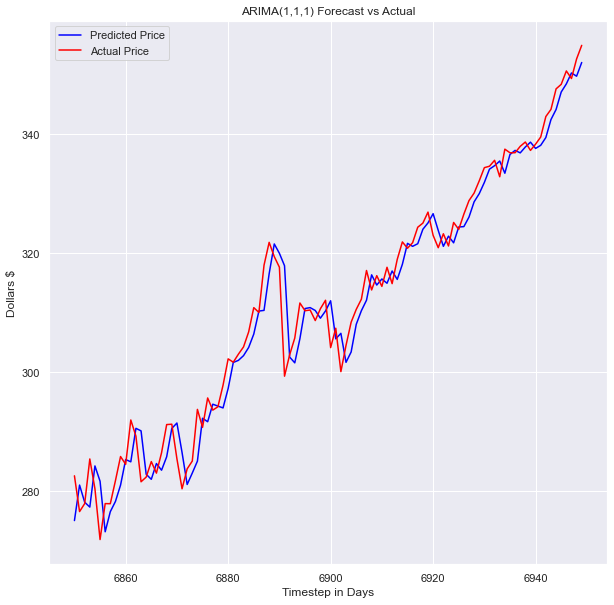 ARIMA(1,1,1) Forecast vs Actual
Predicted Price
Actual Price
Dollars $
340
320
300
280
6860 6880 6900 6920 6940
Timestep in Days